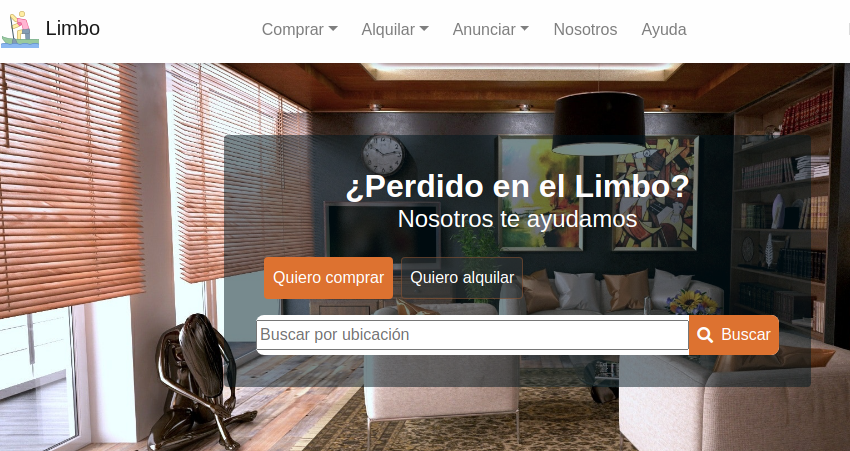 Limbo
Comprar
Alquilar
Anunciar
Nosotros
Ayuda
¿Perdido en el Limbo?
Nosotros te ayudamos
Quiero comprar
Quiero alquilar
Buscar por ubicación
Buscar